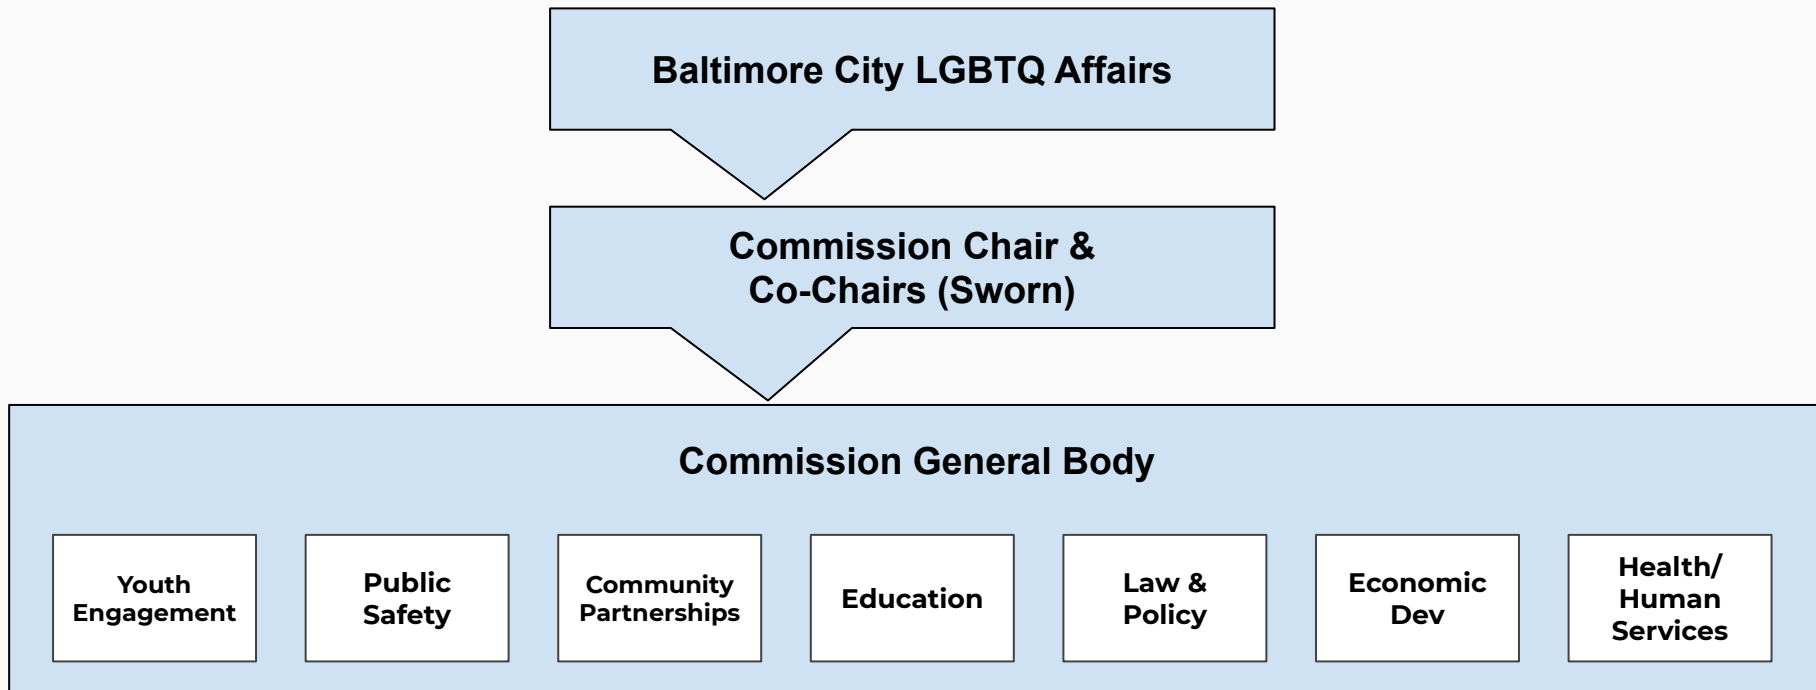 Baltimore City LGBTQ Affairs
Commission Chair &
Co-Chairs (Sworn)
Commission General Body
Youth
Engagement
Public
Safety
Community
Partnerships
Education
Law &
Policy
Economic
Dev
Health/
Human
Services